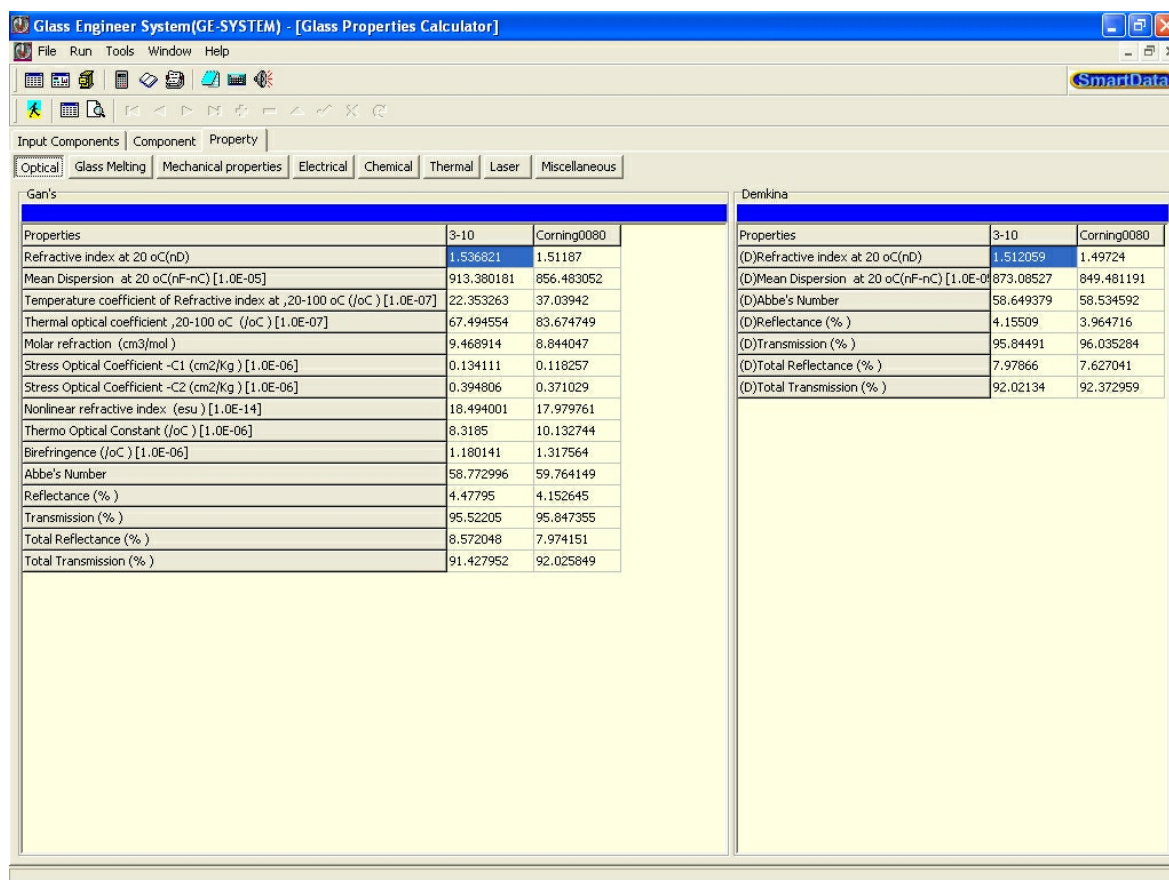 Glass Engineer System(GE-SYSTEM) - [Glass Properties Calculator]
File Run Tools Window Help
SmartData
Input Components Component Property
Optical Glass Melting Mechanical properties Electrical Chemical Thermal Laser Miscellaneous
Gan's
Properties 3-10 Corning0080
Refractive index at 20 oC(nD) 1.536821 1.51187
Mean Dispersion at 20 oC(nF-nC) [1.0E-05] 913.380181 856.483052
Temperature coefficient of Refractive index at ,20-100 oC (/oC ) [1.0E-07] 22.353263 37.03942
Thermal optical coefficient ,20-100 oC (/oC ) [1.0E-07] 67.494554 83.674749
Molar refraction (cm3/mol ) 9.468914 8.844047
Stress Optical Coefficient -C1 (cm2/Kg ) [1.0E-06] 0.134111 0.118257
Stress Optical Coefficient -C2 (cm2/Kg ) [1.0E-06] 0.394806 0.371029
Nonlinear refractive index (esu ) [1.0E-14] 18.494001 17.979761
Thermo Optical Constant (/oC ) [1.0E-06] 8.3185 10.132744
Birefringence (/oC ) [1.0E-06] 1.180141 1.317564
Abbe's Number 58.772996 59.764149
Reflectance (% ) 4.47795 4.152645
Transmission (% ) 95.52205 95.847355
Total Reflectance (% ) 8.572048 7.974151
Total Transmission (% ) 91.427952 92.025849
Demkina
Properties 3-10 Corning0080
(D)Refractive index at 20 oC(nD) 1.512059 1.49724
(D)Mean Dispersion at 20 oC(nF-nC) [1.0E-0 873.08527 849.481191
(D)Abbe's Number 58.649379 58.534592
(D)Reflectance (% ) 4.15509 3.964716
(D)Transmission (% ) 95.84491 96.035284
(D)Total Reflectance (% ) 7.97866 7.627041
(D)Total Transmission (% ) 92.02134 92.372959